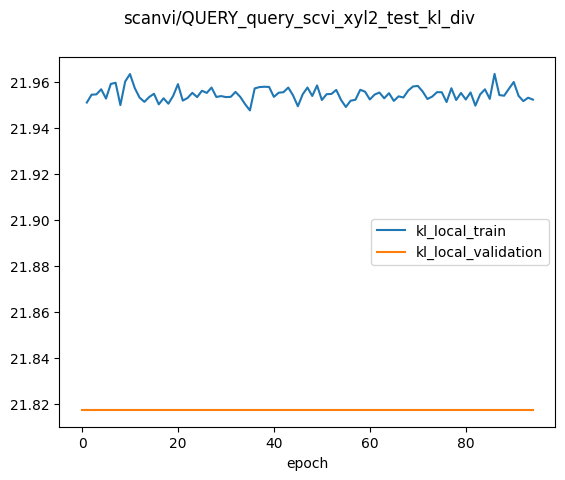 scanvi/QUERY_query_scvi_xyl2_test_kl_div
21.96
21.94
21.92
21.90
21.88
21.86
21.84
21.82
kl_local_train
kl_local_validation
0 20 40 60 80
epoch